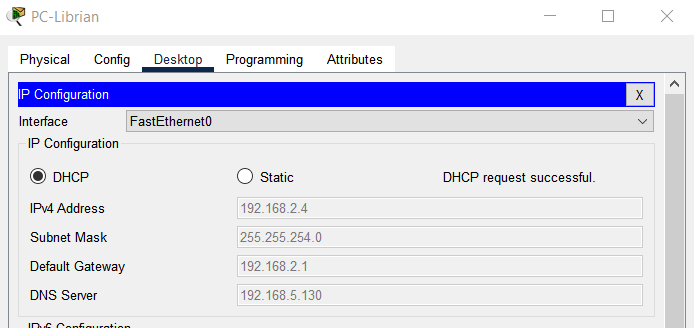 PC-Librian
Physical Config Desktop Programming Attributes
IP Configuration X
Interface FastEthernet0
IP Configuration
DHCP Static DHCP request successful.
IPv4 Address 192.168.2.4
Subnet Mask 255.255.254.0
Default Gateway 192.168.2.1
DNS Server 192.168.5.130
IPv6 Configuration